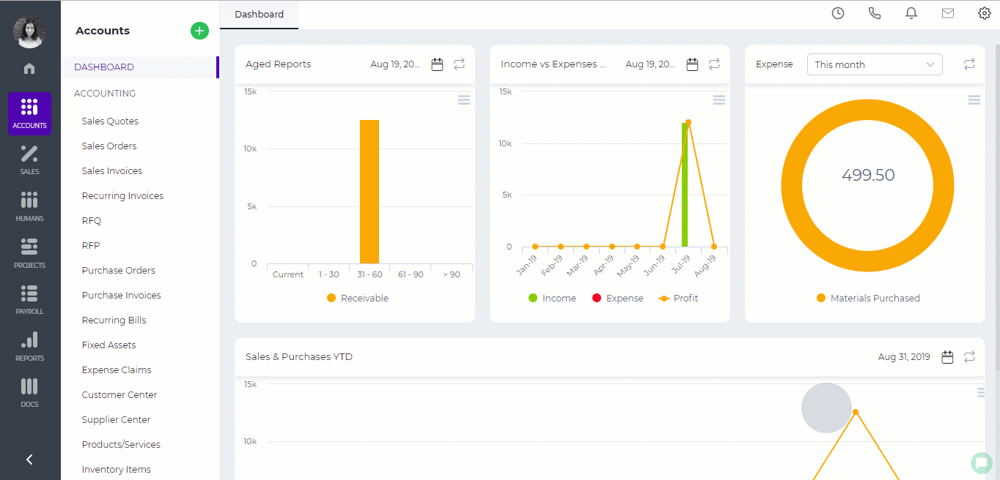 Dashboard
Accounts
DASHBOARD
ACCOUNTING
Sales Quotes
Sales Orders
Sales Invoices
Recurring Invoices
RFQ
RFP
Purchase Orders
Purchase Invoices
Recurring Bills
Fixed Assets
Expense Claims
Customer Center
Supplier Center
Products/Services
Inventory Items
ACCOUNTS
SALES
HUMANS
PROJECTS
PAYROLL
REPORTS
DOCS
Aged Reports Aug 19, 20...
15k
10k
5k
0
Current 1 - 30 31 - 60 61 - 90 > 90
Receivable
Income vs Expenses ... Aug 19, 20...
15k
10k
5k
0
Jan-19 Feb-19 Mar-19 Apr-19 May-19 Jun-19 Jul-19 Aug-19
Income Expense Profit
Expense This month
499.50
Materials Purchased
Sales & Purchases YTD Aug 31, 2019
15k
10k